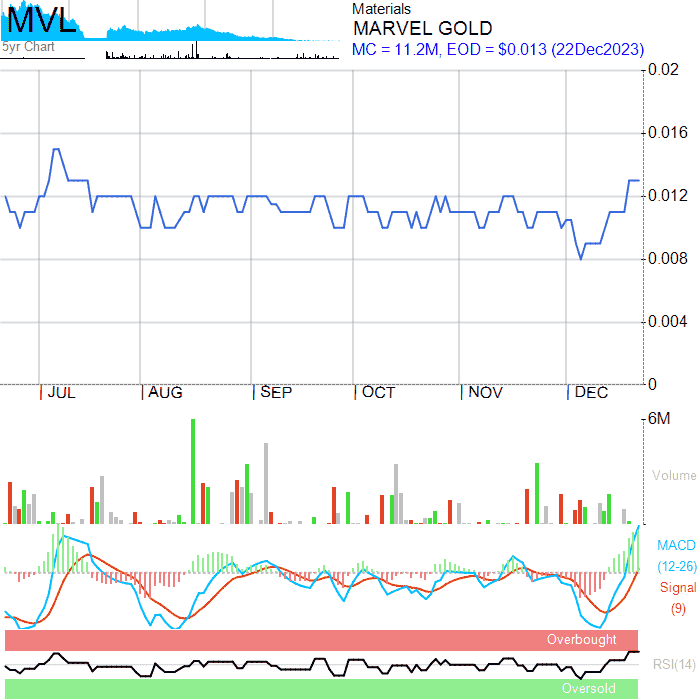 MVL
5yr Chart
Materials
MARVEL GOLD
MC = 11.2M, EOD = $0.013 (22Dec2023)
0.02
0.016
0.012
0.008
0.004
0
JUL AUG SEP OCT NOV DEC
6M
Volume
MACD
(12-26)
Signal
(9)
Overbought
RSI(14)
Oversold